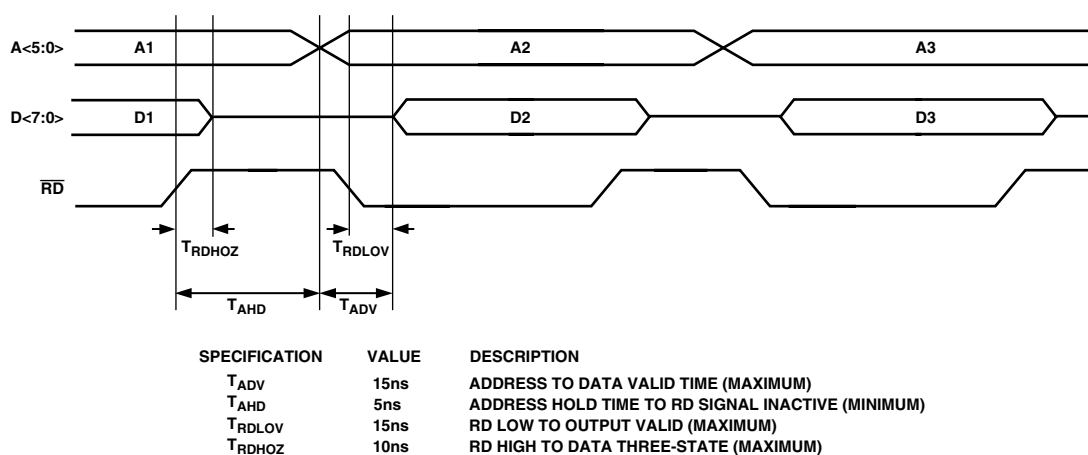 A<5:0> A1 A2 A3
D<7:0> D1 D2 D3
RD
TRDHOZ TRDLOV
TAHD TADV
SPECIFICATION VALUE DESCRIPTION
TADV 15ns ADDRESS TO DATA VALID TIME (MAXIMUM)
TAHD 5ns ADDRESS HOLD TIME TO RD SIGNAL INACTIVE (MINIMUM)
TRDLOV 15ns RD LOW TO OUTPUT VALID (MAXIMUM)
TRDHOZ 10ns RD HIGH TO DATA THREE-STATE (MAXIMUM)